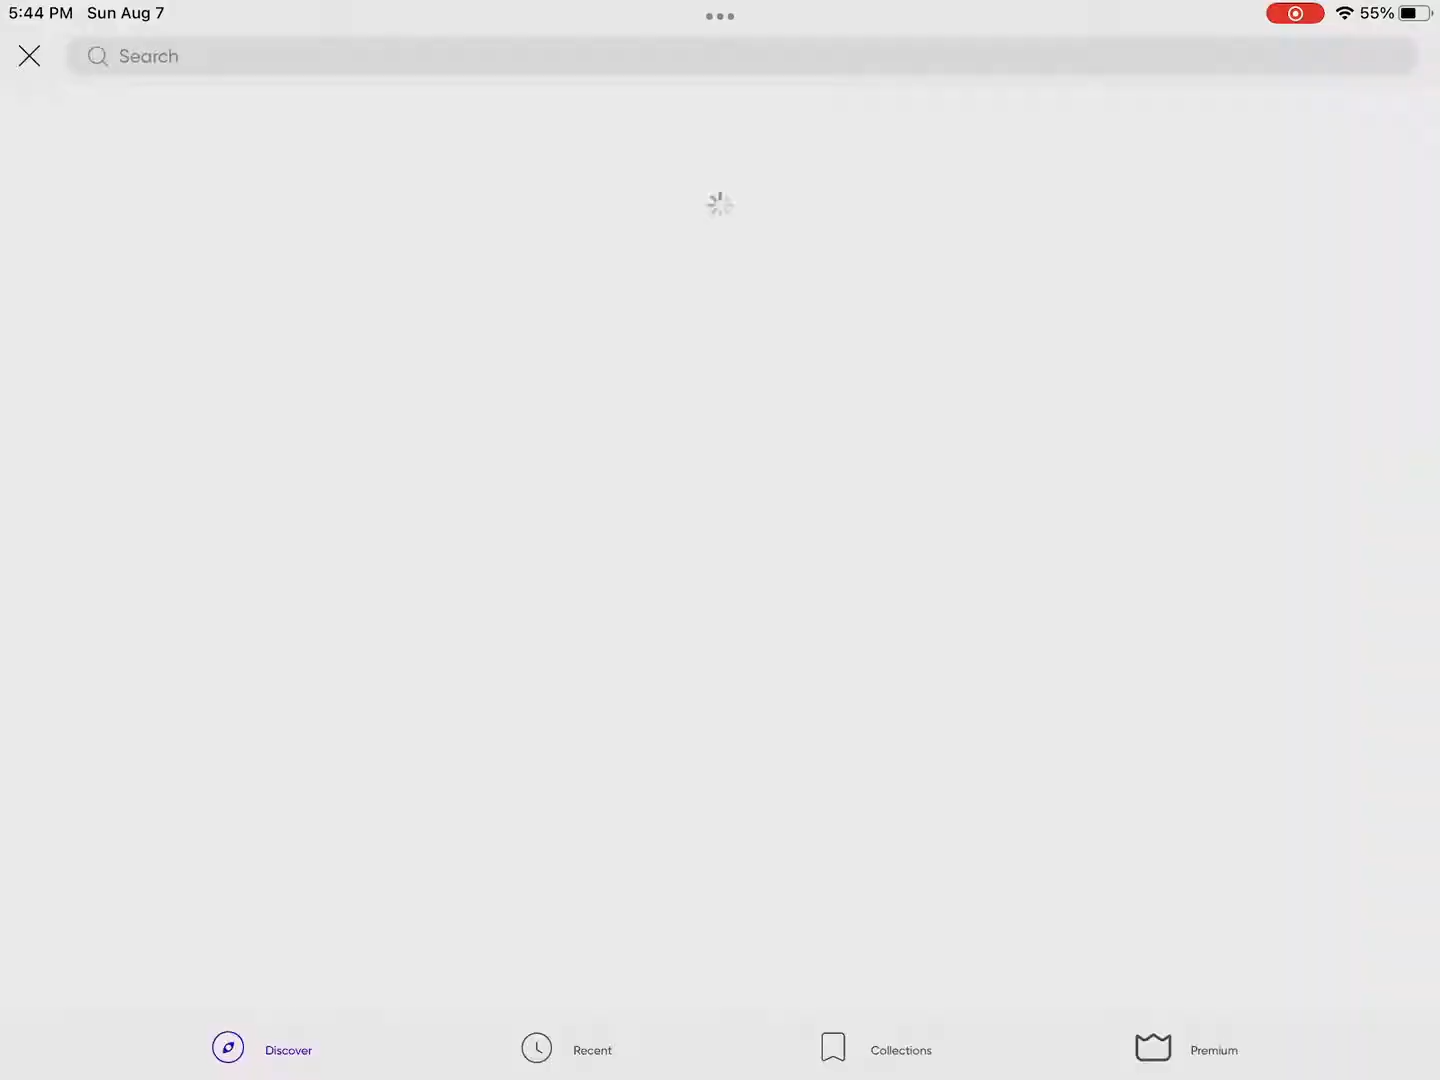 5:44 PM Sun Aug 7
55%
Search
Discover
Recent
Collections
Premium